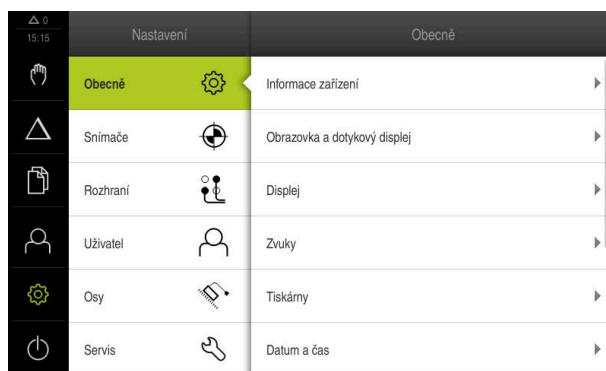 0
15:15
Nastavení
Obecně
Obecně
Informace zařízení
Snímače
Obrazovka a dotykový displej
Rozhraní
Displej
Uživatel
Zvuky
Osy
Tiskárny
Servis
Datum a čas